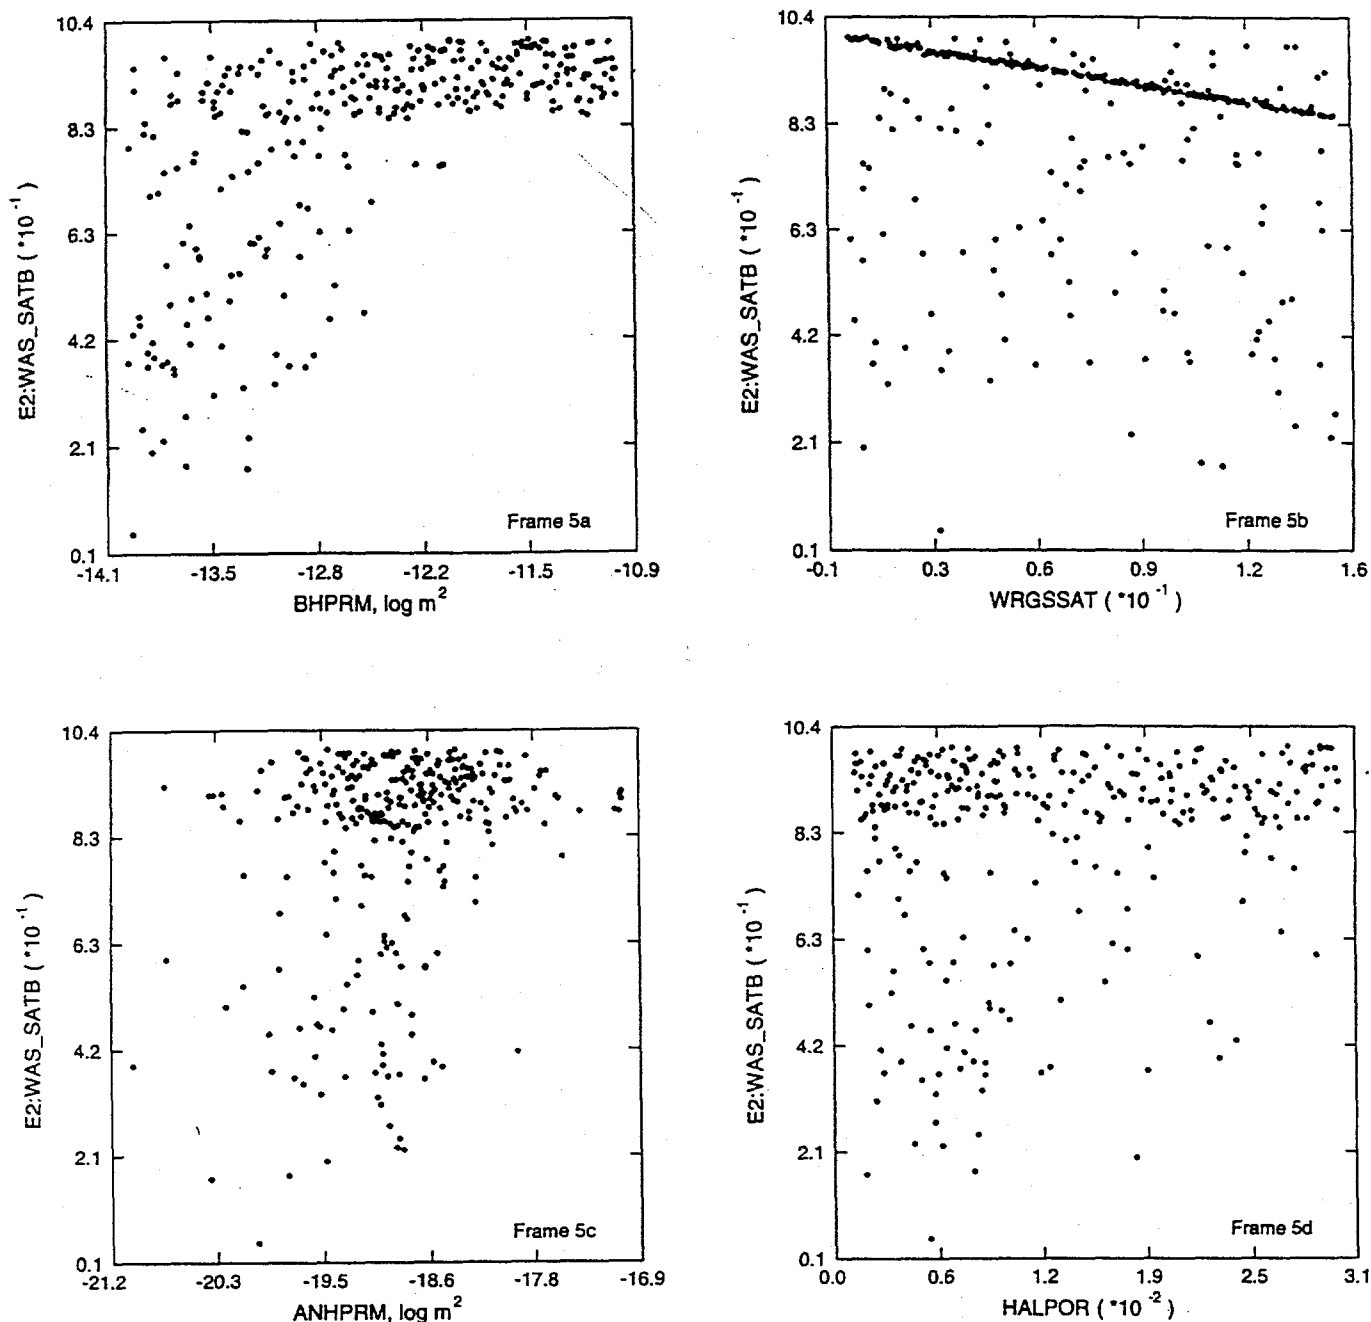 10.4
8.3
6.3
4.2
2.1
0.1
E2:WAS_SATB ( *10 -1 )
Frame 5a
-14.1 -13.5 -12.8 -12.2 -11.5 -10.9
BHPRM, log m 2
10.4
8.3
6.3
4.2
2.1
0.1
E2:WAS_SATB ( *10 -1 )
Frame 5b
-0.1 0.3 0.6 0.9 1.2 1.6
WRGSSAT ( *10 -1 )
10.4
8.3
6.3
4.2
2.1
0.1
E2:WAS_SATB ( *10 -1 )
Frame 5c
-21.2 -20.3 -19.5 -18.6 -17.8 -16.9
ANHPRM, log m 2
10.4
8.3
6.3
4.2
2.1
0.1
E2:WAS_SATB ( *10 -1 )
Frame 5d
0.0 0.6 1.2 1.9 2.5 3.1
HALPOR ( *10 -2 )